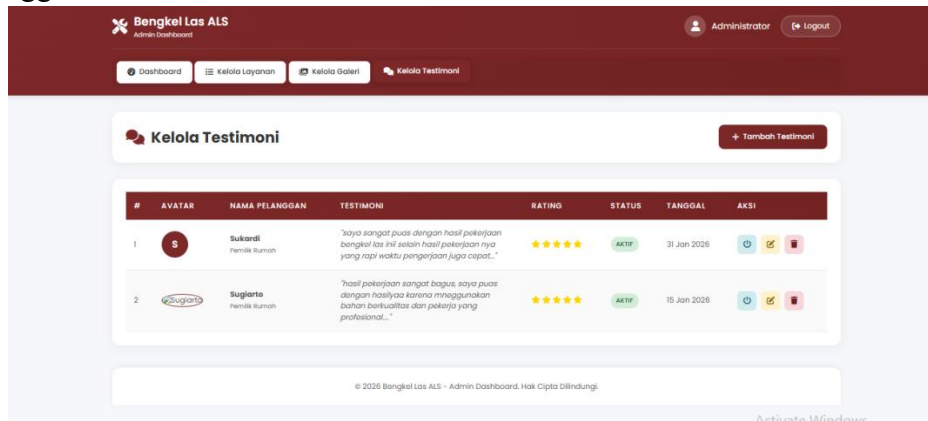 Bengkel Las ALS
Admin Dashboard
Administrator
Logout
Dashboard
Kelola Layanan
Kelola Galeri
Kelola Testimoni
Kelola Testimoni
+ Tambah Testimoni
# AVATAR NAMA PELANGGAN TESTIMONI RATING STATUS TANGGAL AKSI
1 S Sukardi Pemilik Rumah
"saya sangat puas dengan hasil pekerjaan
bengkel las inii selain hasil pekerjaan nya
yang rapi waktu pengerjaan juga cepat..."
AKTIF 31 Jan 2026
2 Sugiarto Sugiarto Pemilik Rumah
"hasil pekerjaan sangat bagus, saya puas
dengan hasilyaa karena mneggunakan
bahan berkualitas dan pekerja yang
profesional...."
AKTIF 15 Jan 2026
© 2026 Bengkel Las ALS - Admin Dashboard. Hak Cipta Dilindungi.
Activate Windows